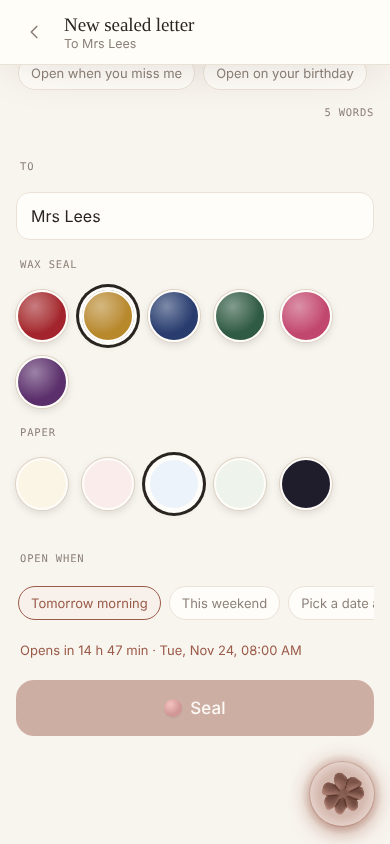 New sealed letter
To Mrs Lees
Open when you miss me
Open on your birthday
5 WORDS
TO
Mrs Lees
WAX SEAL
PAPER
OPEN WHEN
Tomorrow morning
This weekend
Pick a date
Opens in 14 h 47 min · Tue, Nov 24, 08:00 AM
Seal